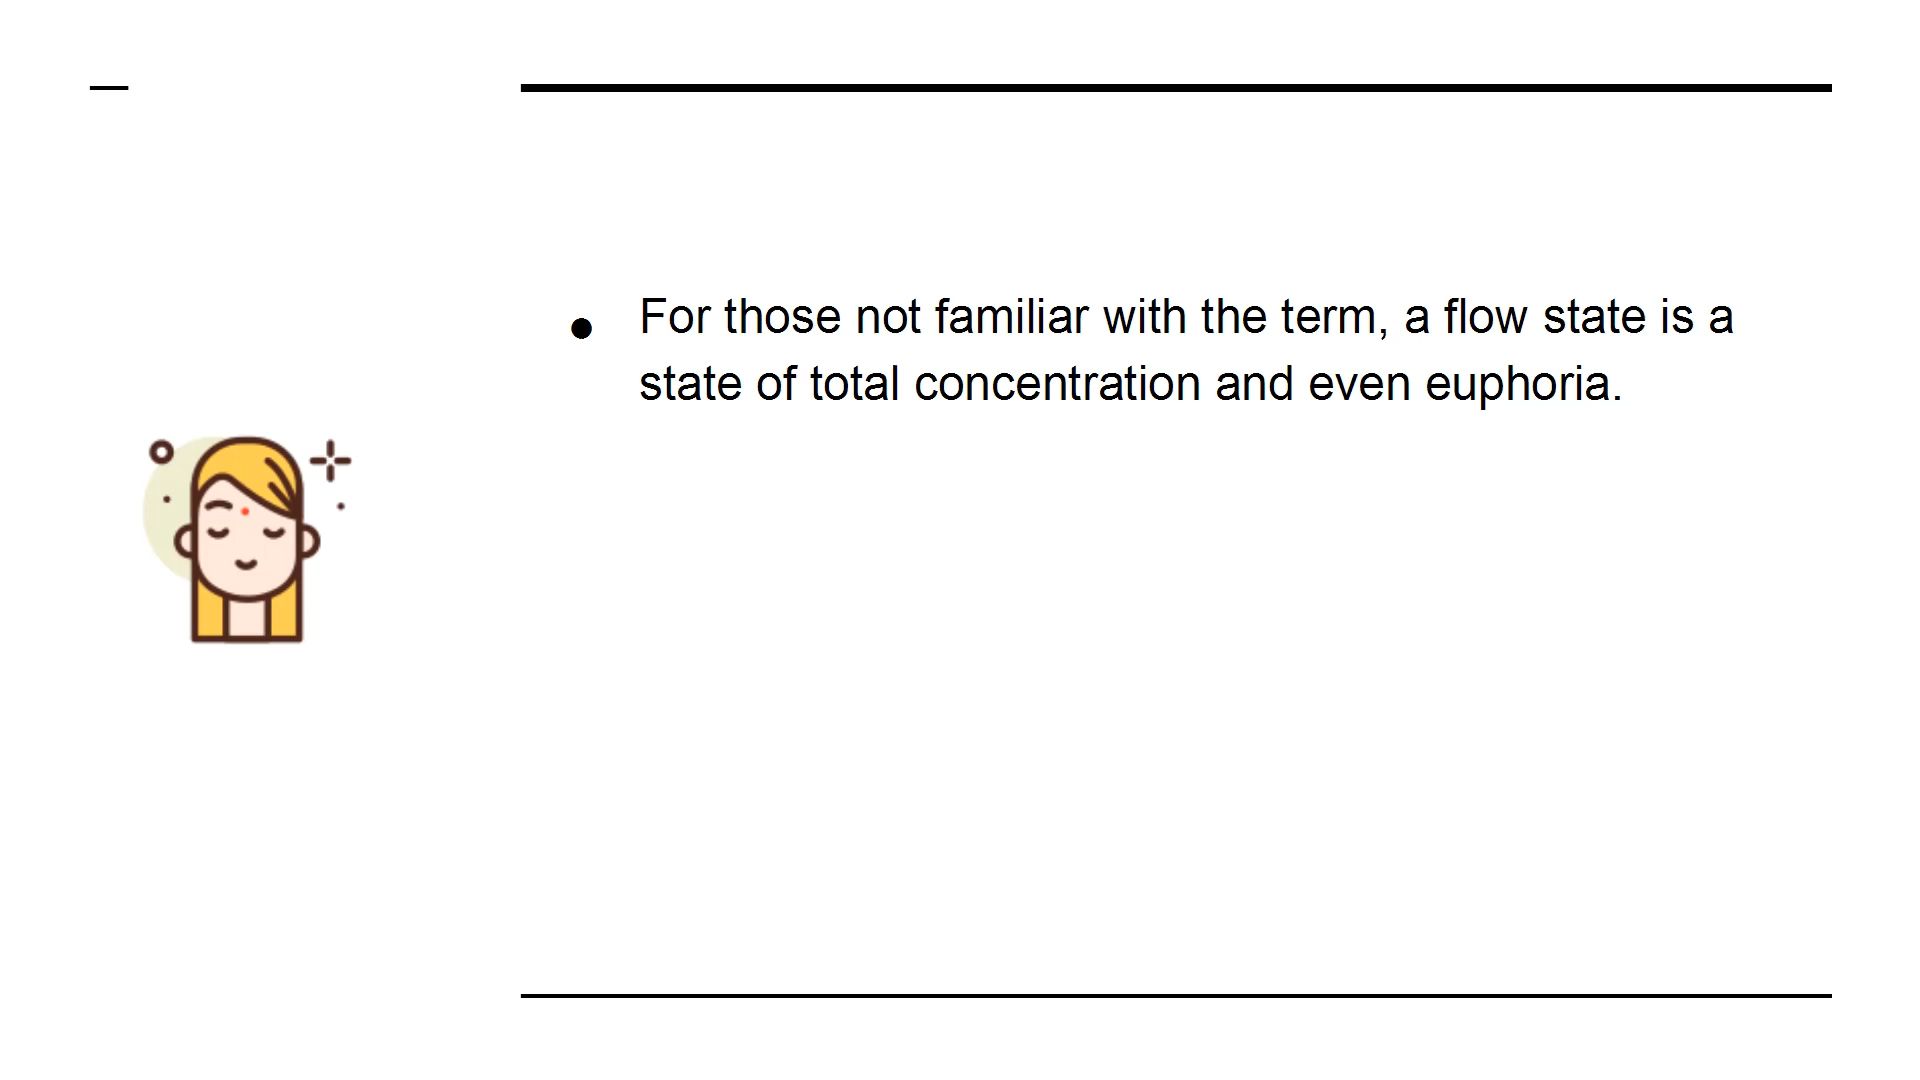 ● For those not familiar with the term, a flow state is a
state of total concentration and even euphoria.